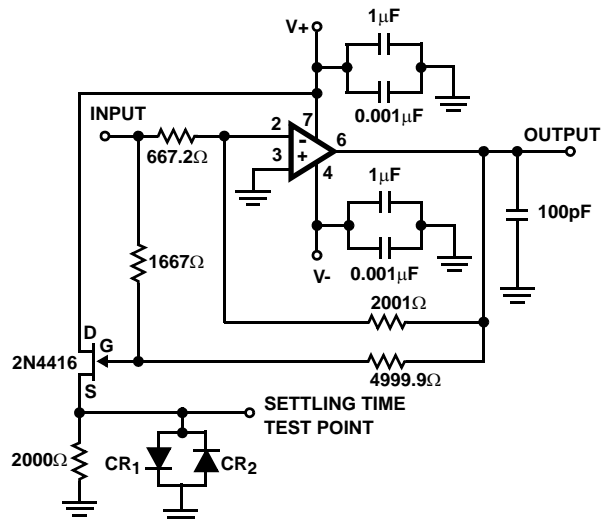 1μF
V+
0.001μF
INPUT
667.2Ω
2
7
-
6
OUTPUT
3
+
4
1μF
100pF
1667Ω
V-
0.001μF
2001Ω
D
G
2N4416
4999.9Ω
S
SETTLING TIME
TEST POINT
2000Ω
CR1
CR2